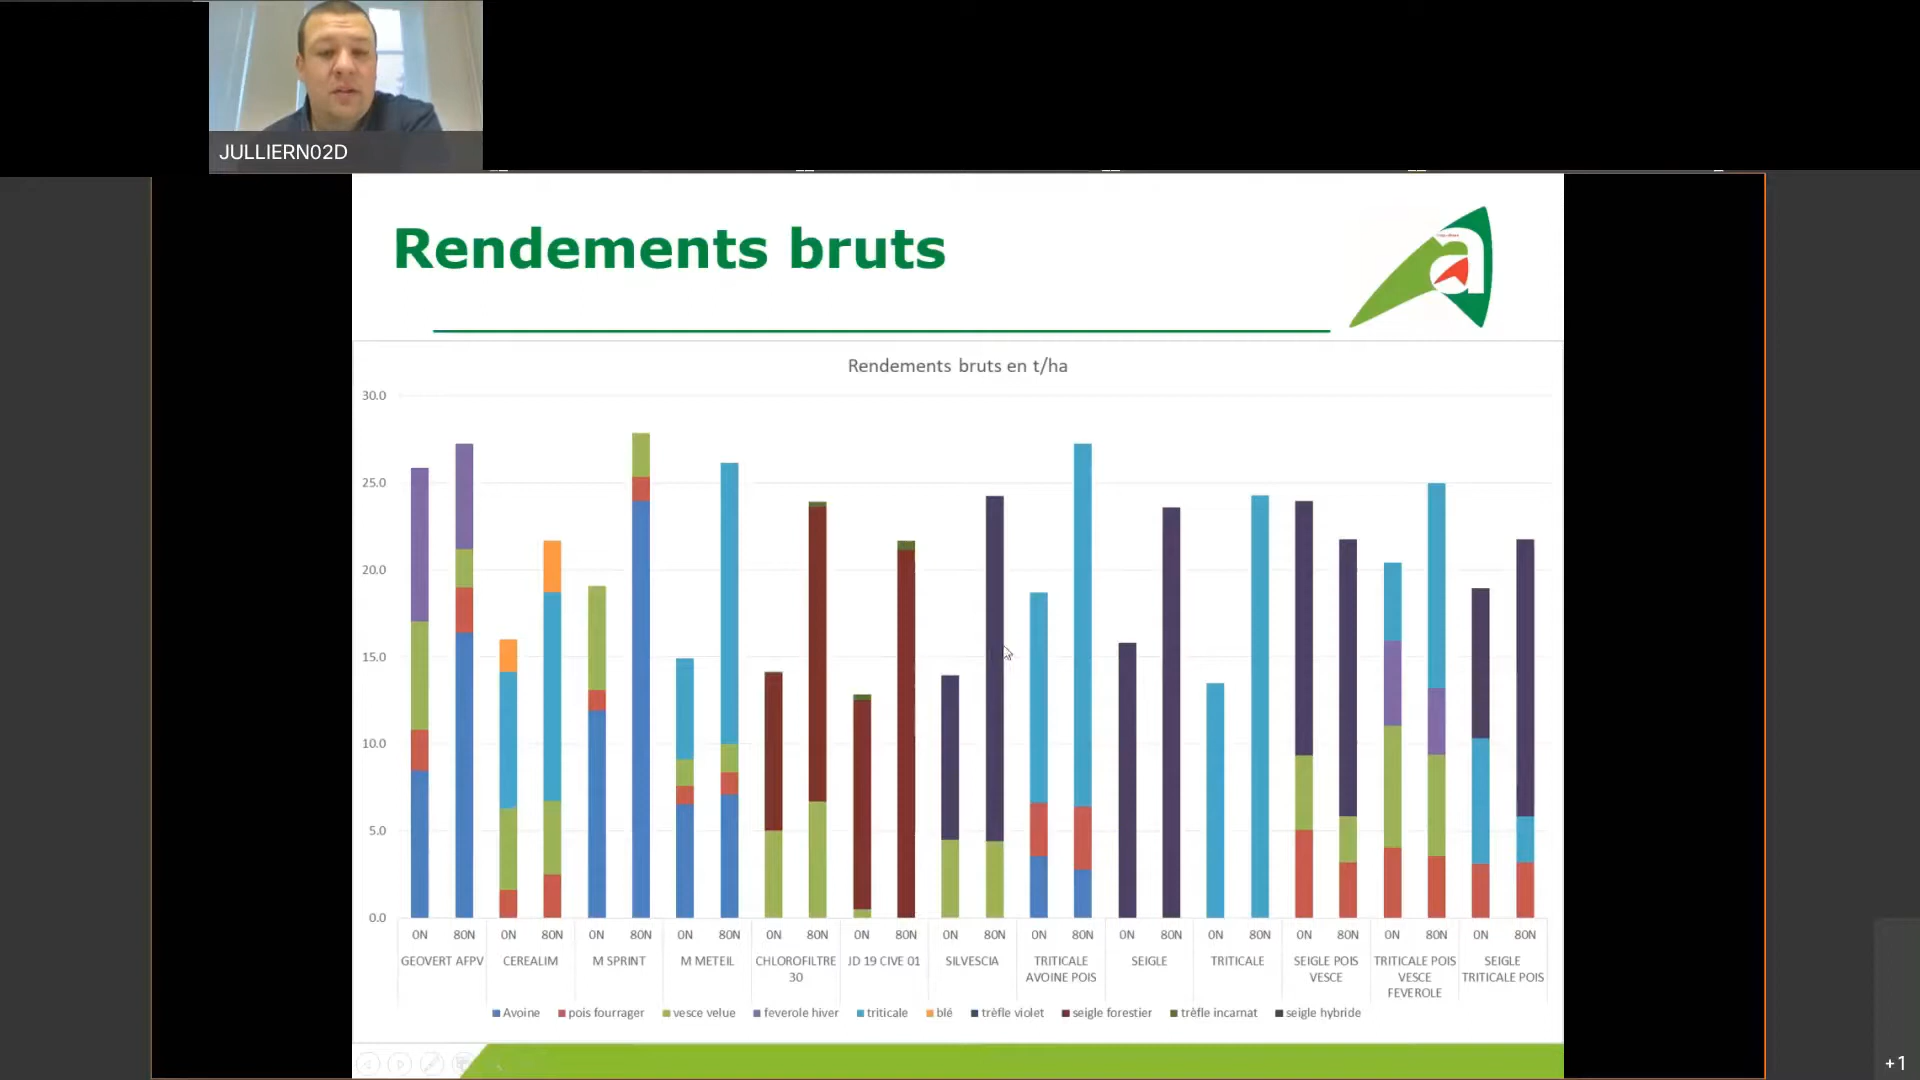 JULLIERN02D
Rendements bruts
a
Rendements bruts en t/ha
30.0
25.0
20.0
15.0
10.0
5.0
0.0
0N 80N 0N 80N 0N 80N 0N 80N 0N 80N 0N 80N 0N 80N 0N 80N 0N 80N 0N 80N 0N 80N 0N 80N 0N 80N
GEOVERT AFPV CEREALIM M SPRINT M METEIL CHLOROFILTRE 30 JD 19 CIVE 01 SILVESCIA TRITICALE AVOINE POIS SEIGLE TRITICALE SEIGLE POIS VESCE TRITICALE POIS VESCE FEVEROLE SEIGLE TRITICALE POIS
Avoine pois fourrager vesce velue feverole hiver triticale blé trèfle violet seigle forestier trèfle incarnat seigle hybride
+1